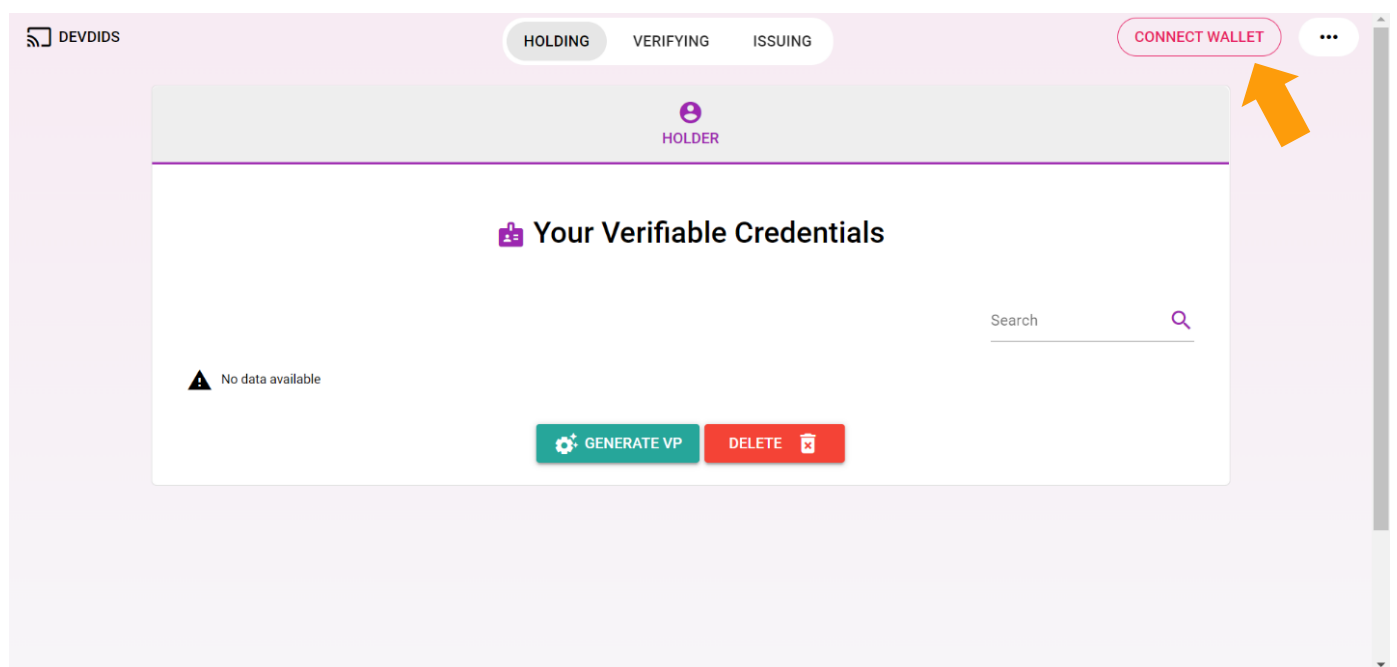 DEVDIDS
HOLDING VERIFYING ISSUING
CONNECT WALLET
HOLDER
Your Verifiable Credentials
Search
No data available
GENERATE VP
DELETE